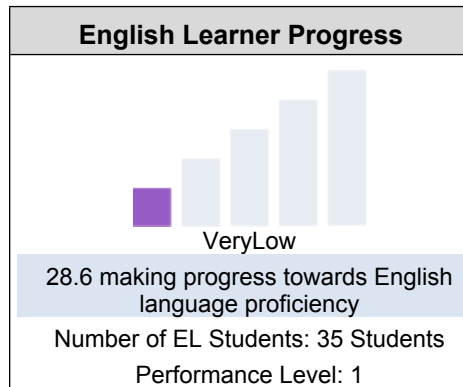 English Learner Progress
VeryLow
28.6 making progress towards English
language proficiency
Number of EL Students: 35 Students
Performance Level: 1